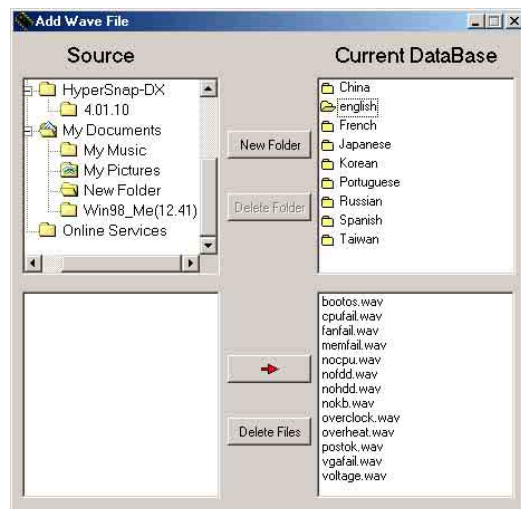 Add Wave File
Source
Current DataBase
HyperSnap-DX
4.01.10
My Documents
My Music
My Pictures
New Folder
Win98_Me(12.41)
Online Services
New Folder
Delete Folder
China
english
French
Japanese
Korean
Portuguese
Russian
Spanish
Taiwan
Delete Files
bootos.wav
cpufail.wav
fanfail.wav
memfail.wav
nocpu.wav
nofdd.wav
nohdd.wav
nokb.wav
overclock.wav
overheat.wav
postok.wav
vgafail.wav
voltage.wav